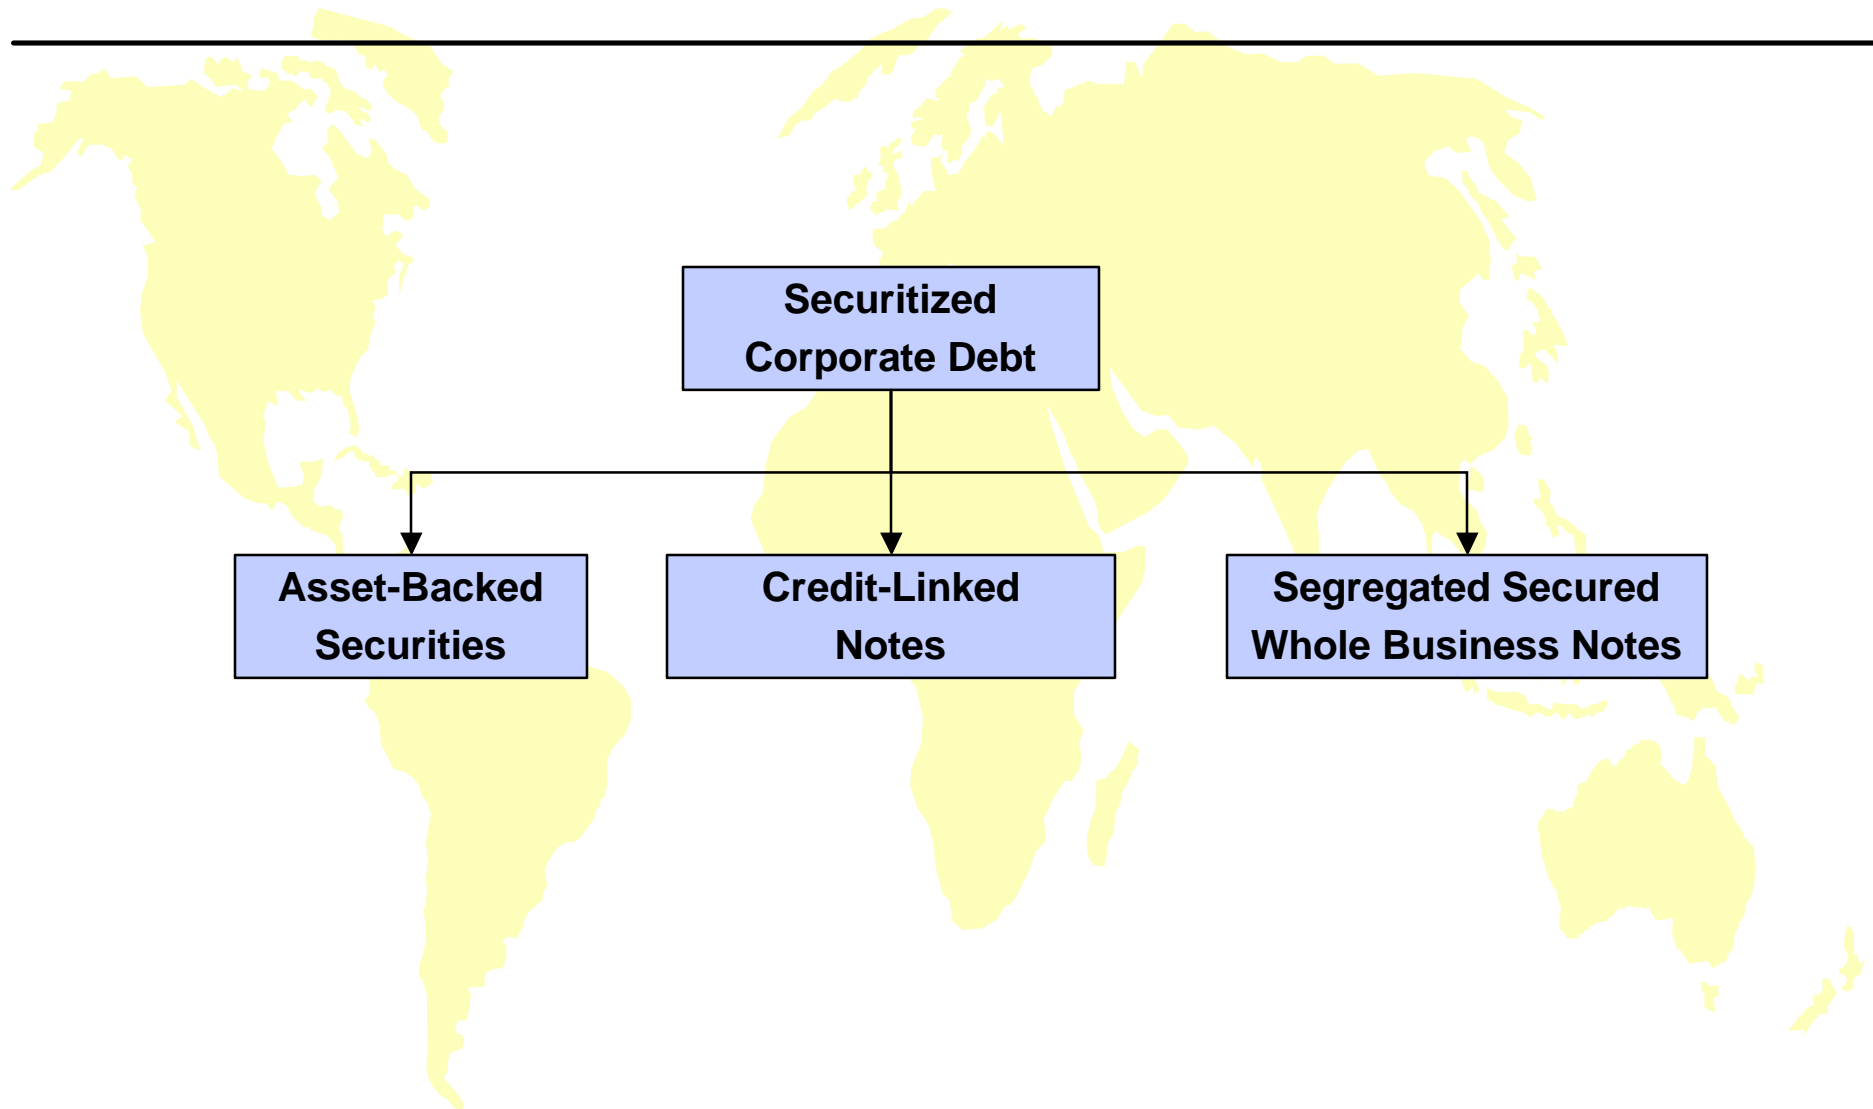 Securitized
Corporate Debt
Asset-Backed
Securities
Credit-Linked
Notes
Segregated Secured
Whole Business Notes